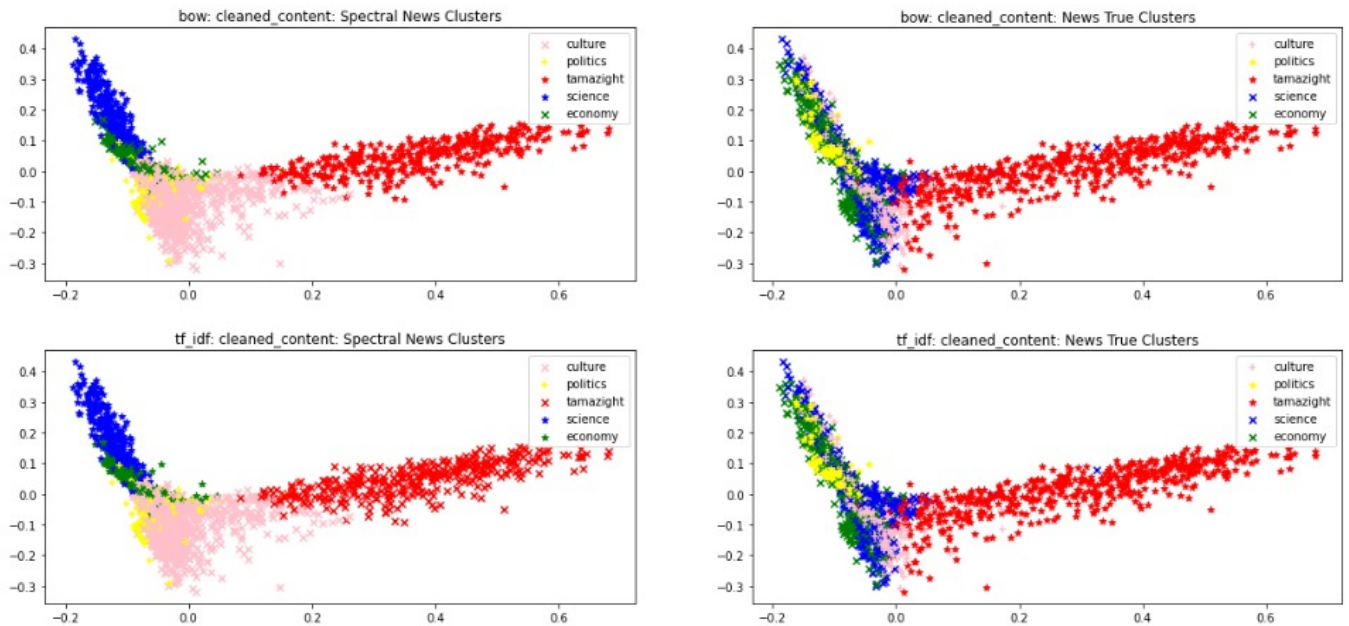 bow: cleaned_content: Spectral News Clusters
0.4
0.3
0.2
0.1
0.0
−0.1
−0.2
−0.3
−0.2
0.0
0.2
0.4
0.6
culture
politics
tamazight
science
economy
bow: cleaned_content: News True Clusters
0.4
0.3
0.2
0.1
0.0
−0.1
−0.2
−0.3
−0.2
0.0
0.2
0.4
0.6
culture
politics
tamazight
science
economy
tf_idf: cleaned_content: Spectral News Clusters
0.4
0.3
0.2
0.1
0.0
−0.1
−0.2
−0.3
−0.2
0.0
0.2
0.4
0.6
culture
politics
tamazight
science
economy
tf_idf: cleaned_content: News True Clusters
0.4
0.3
0.2
0.1
0.0
−0.1
−0.2
−0.3
−0.2
0.0
0.2
0.4
0.6
culture
politics
tamazight
science
economy